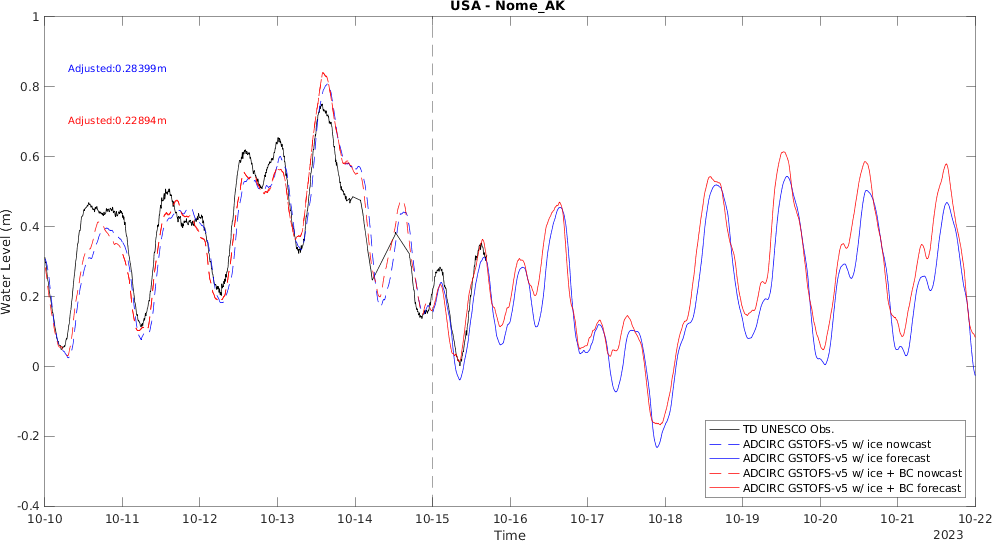 USA - Nome_AK
1
Adjusted:0.28399m
0.8
Adjusted:0.22894m
0.6
0.4
Water Level (m)
0.2
0
-0.2
-0.4
TD UNESCO Obs.
ADCIRC GSTOFS-v5 w/ ice nowcast
ADCIRC GSTOFS-v5 w/ ice forecast
ADCIRC GSTOFS-v5 w/ ice + BC nowcast
ADCIRC GSTOFS-v5 w/ ice + BC forecast
10-10 10-11 10-12 10-13 10-14 10-15 10-16 10-17 10-18 10-19 10-20 10-21 10-22
Time
2023